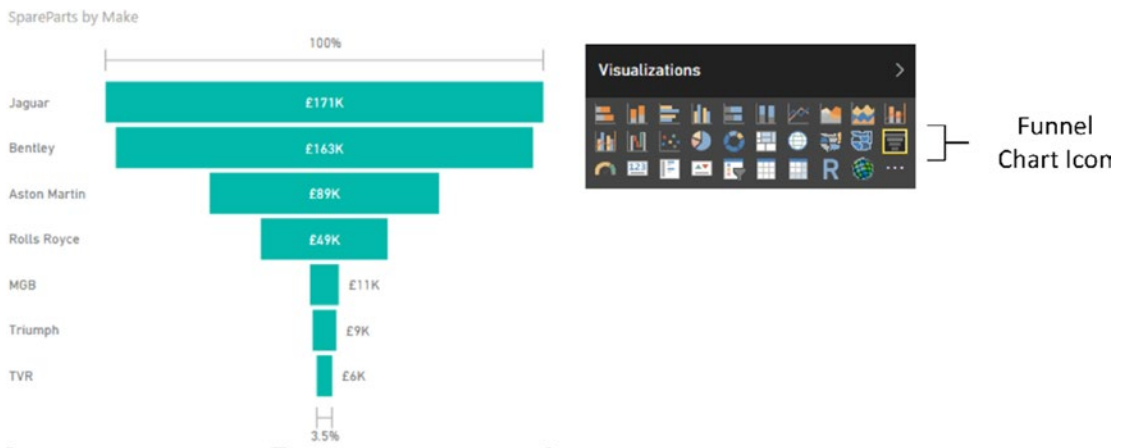 SpareParts by Make
100%
Jaguar £171K
Bentley £163K
Aston Martin £89K
Rolls Royce £49K
MGB £11K
Triumph £9K
TVR £6K
3.5%
Visualizations
123
R
Funnel
Chart Icon